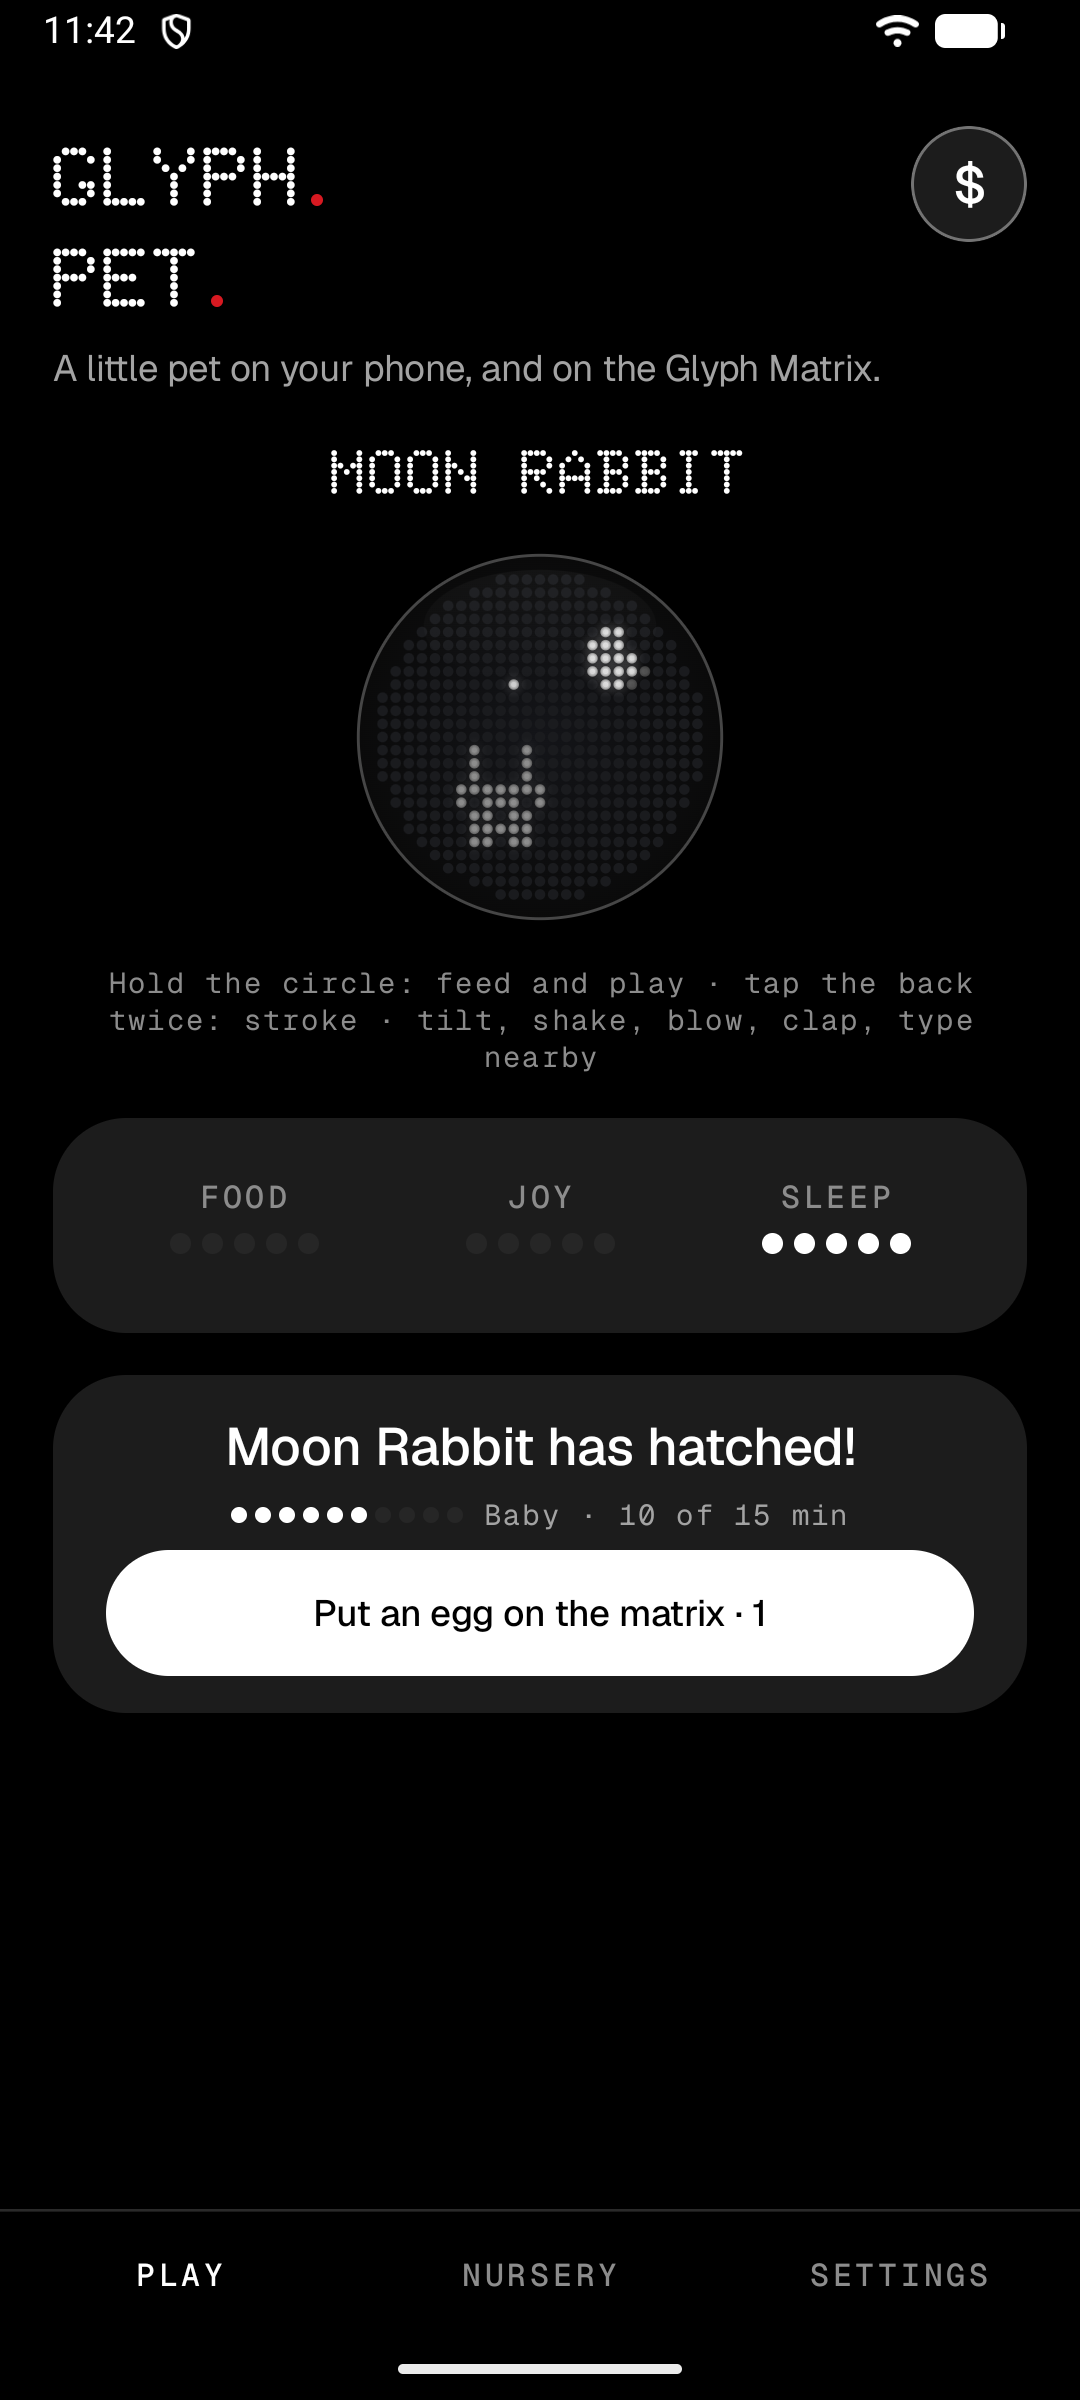 11:42
GLYPH.
PET.
$
A little pet on your phone, and on the Glyph Matrix.
MOON RABBIT
Hold the circle: feed and play · tap the back
twice: stroke · tilt, shake, blow, clap, type
nearby
FOOD JOY SLEEP
Moon Rabbit has hatched!
Baby · 10 of 15 min
Put an egg on the matrix · 1
PLAY NURSERY SETTINGS